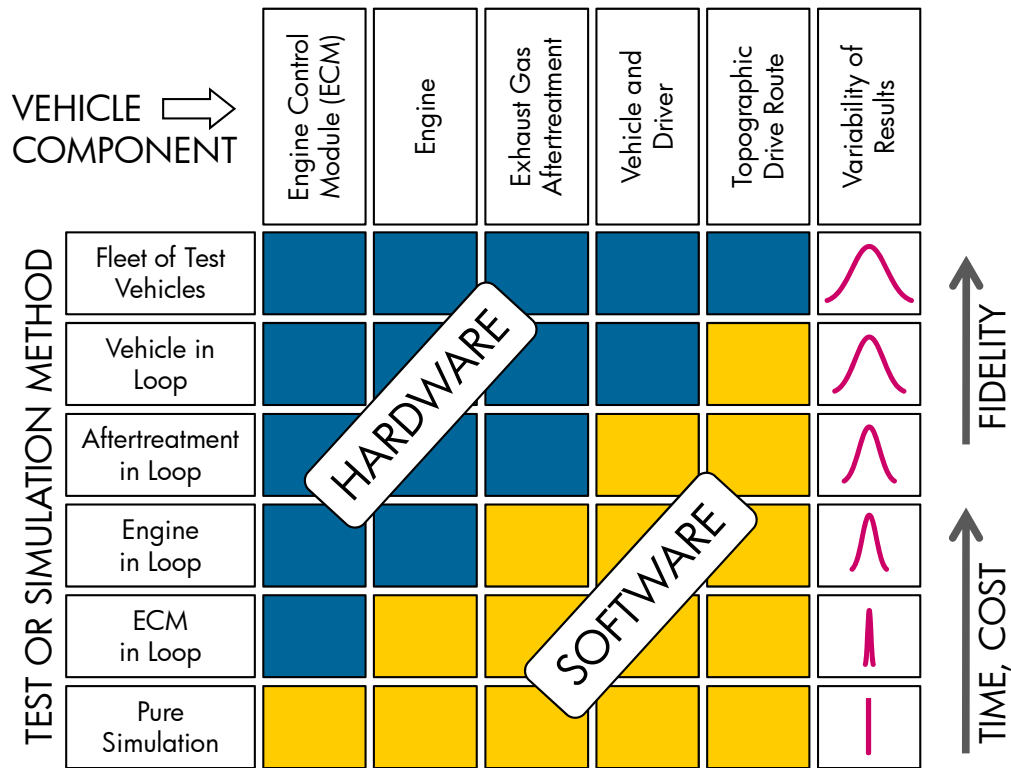 VEHICLE
COMPONENT
Engine Control
Module (ECM)
Engine
Exhaust Gas
Aftertreatment
Vehicle and
Driver
Topographic
Drive Route
Variability of
Results
TEST OR SIMULATION METHOD
Fleet of Test
Vehicles
Vehicle in
Loop
Aftertreatment
in Loop
Engine
in Loop
ECM
in Loop
Pure
Simulation
HARDWARE
SOFTWARE
FIDELITY
TIME, COST